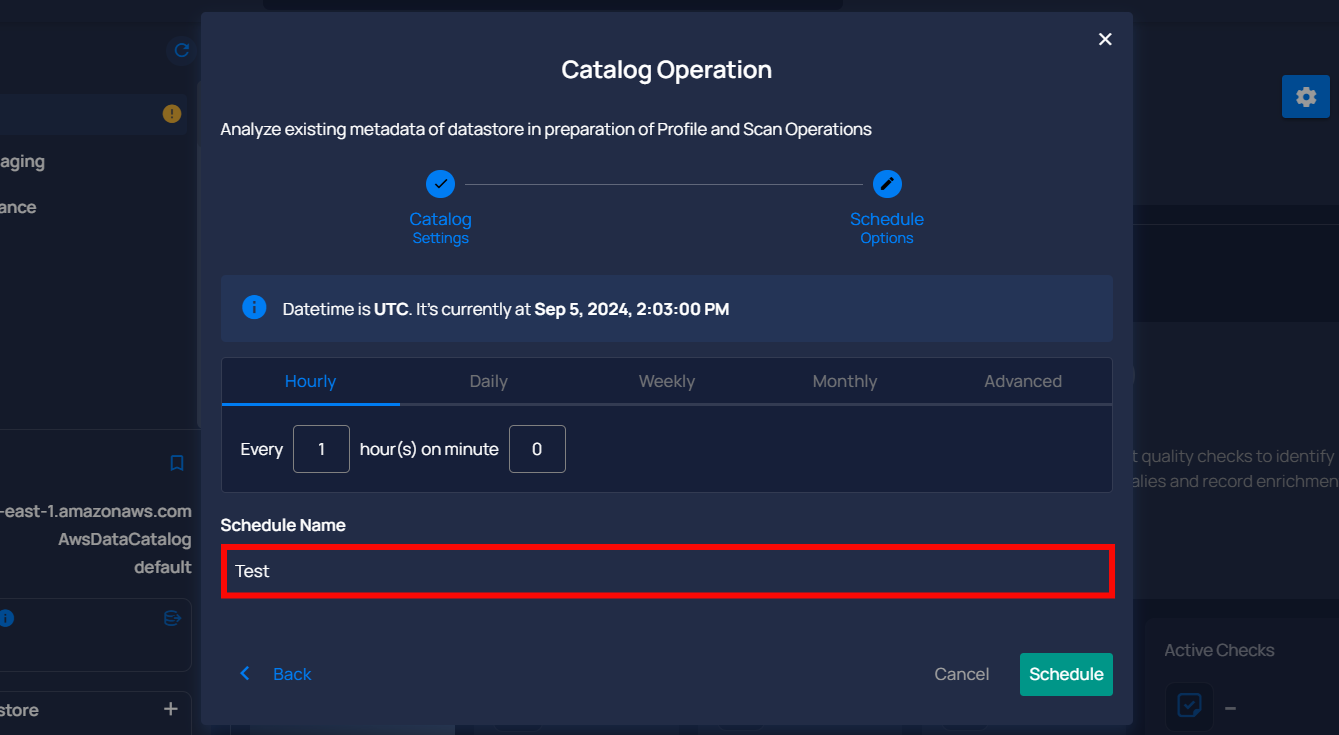 Catalog Operation
Analyze existing metadata of datastore in preparation of Profile and Scan Operations
Catalog
Settings
Schedule
Options
Datetime is UTC. It's currently at Sep 5, 2024, 2:03:00 PM
Hourly Daily Weekly Monthly Advanced
Every 1 hour(s) on minute 0
Schedule Name
Test
Back Cancel Schedule
aging
ance
-east-1.amazonaws.com
AwsDataCatalog
default
store
t quality checks to identify
alies and record enrichmen
Active Checks
–